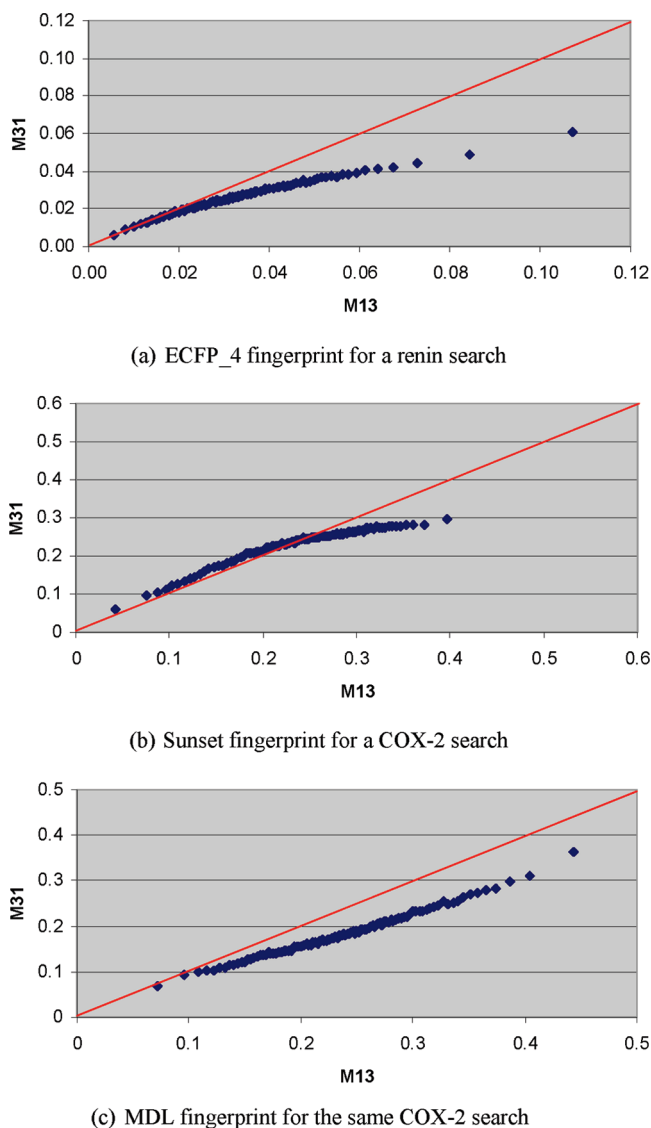 0.12
0.10
0.08
0.06
0.04
0.02
0.00
M31
0.00 0.02 0.04 0.06 0.08 0.10 0.12
M13
(a) ECFP_4 fingerprint for a renin search
0.6
0.5
0.4
0.3
0.2
0.1
0
M31
0 0.1 0.2 0.3 0.4 0.5 0.6
M13
(b) Sunset fingerprint for a COX-2 search
0.5
0.4
0.3
0.2
0.1
0
M31
0 0.1 0.2 0.3 0.4 0.5
M13
(c) MDL fingerprint for the same COX-2 search